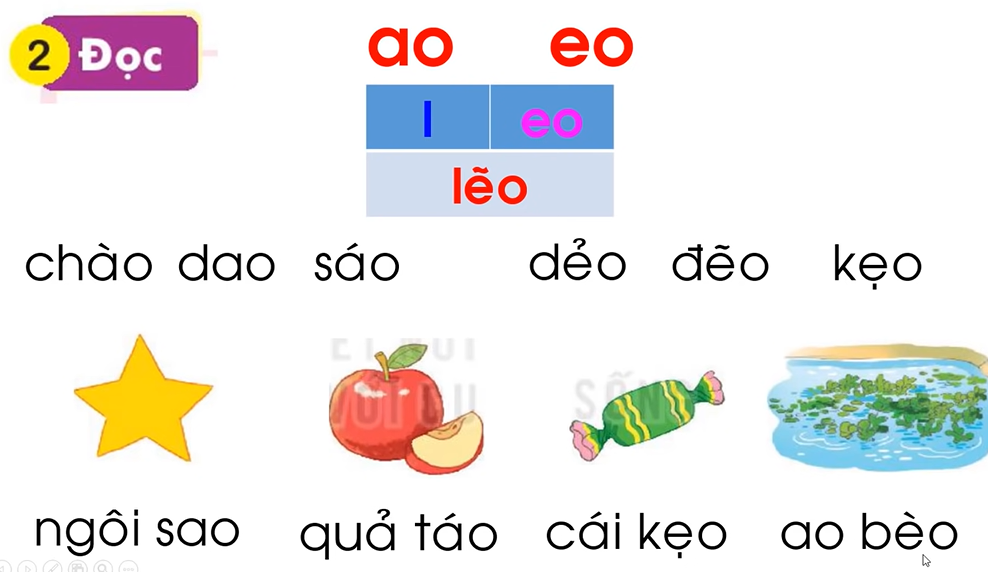 2 Đọc
ao eo
l eo
lẽo
chào dao sáo dẻo đẽo kẹo
ngôi sao quả táo cái kẹo ao bèo